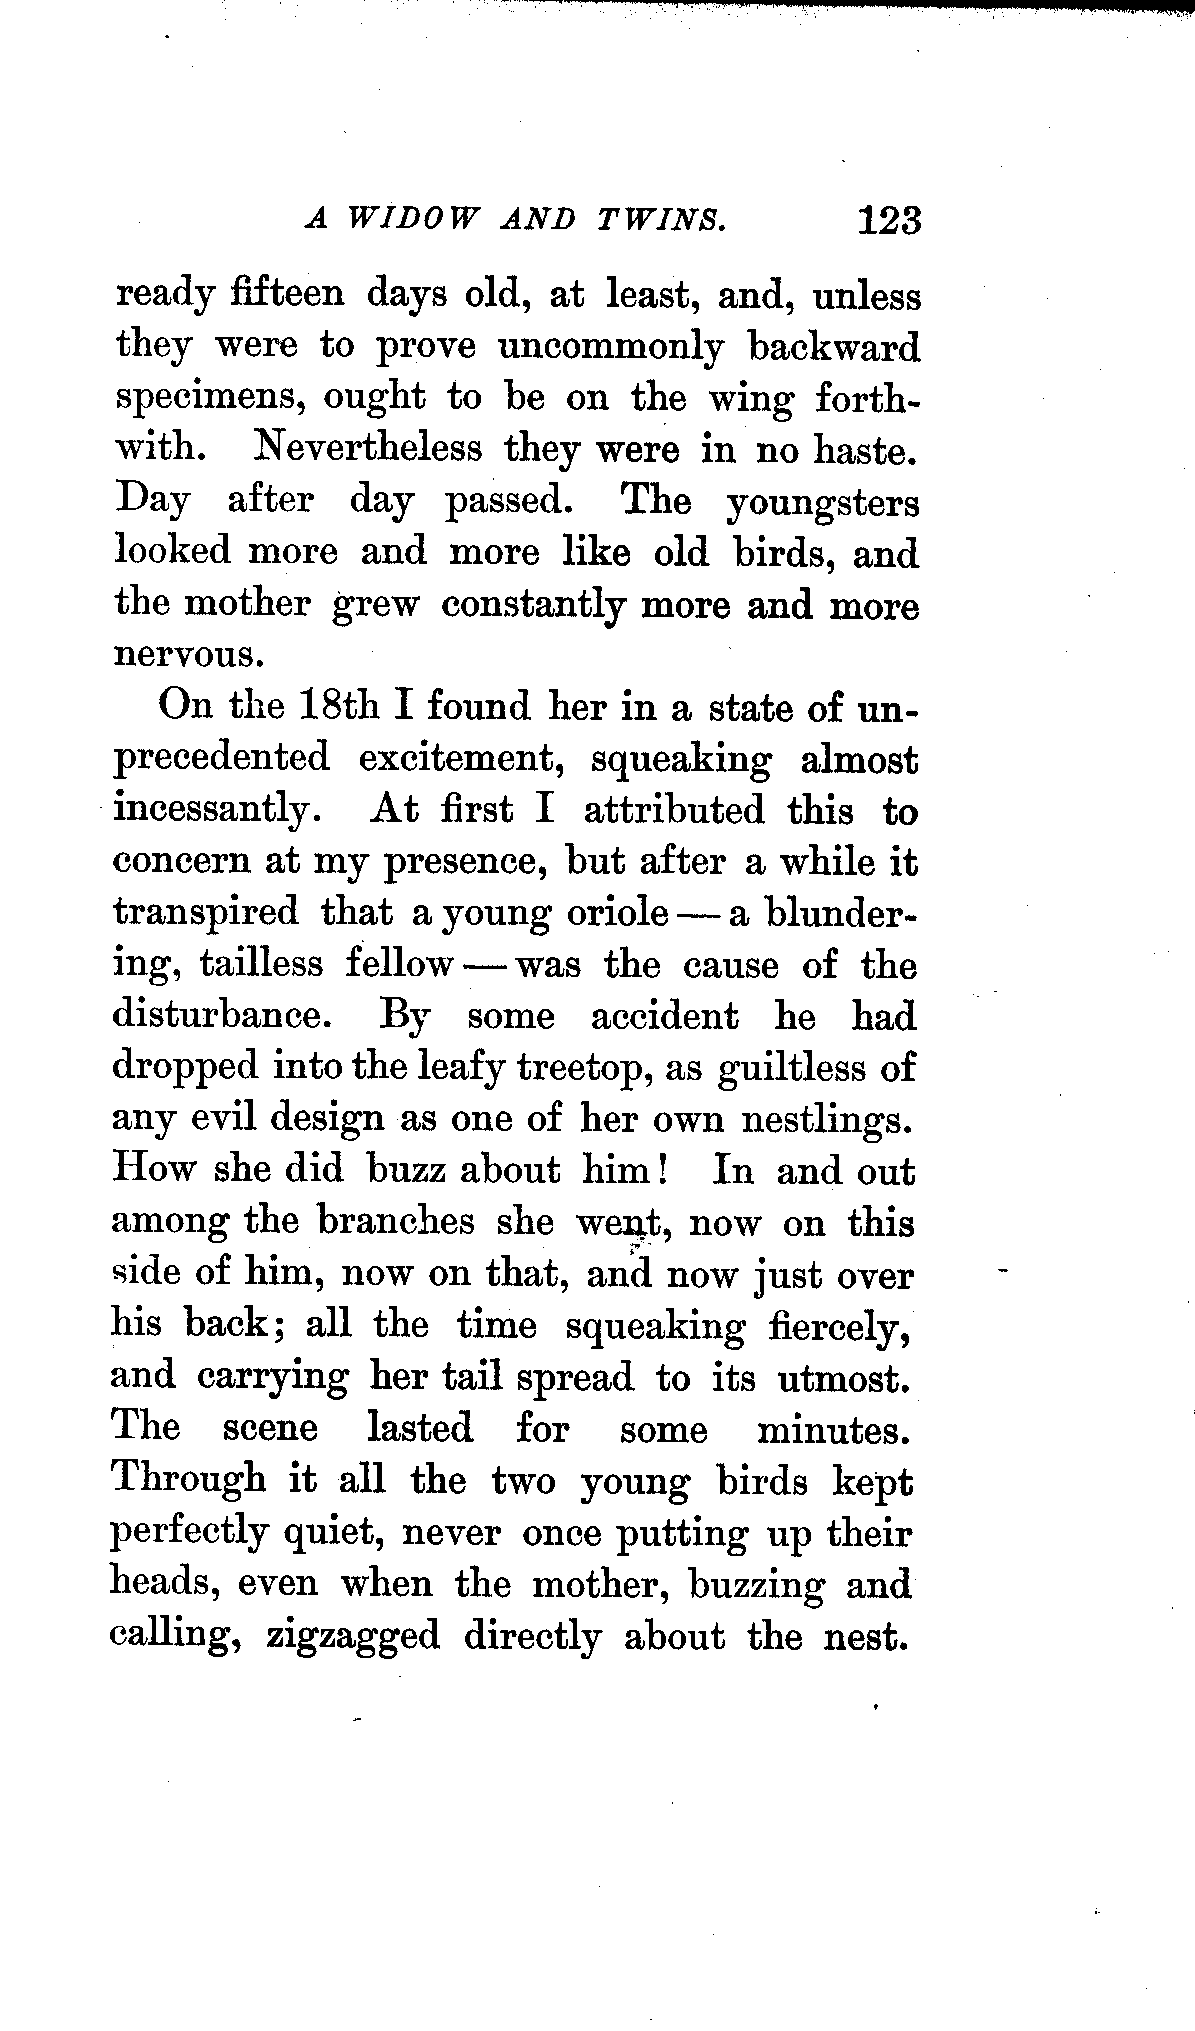 A WIDOW AND TWINS. 123
ready fifteen days old, at least, and, unless
they were to prove uncommonly backward
specimens, ought to be on the wing forth-
with. Nevertheless they were in no haste.
Day after day passed. The youngsters
looked more and more like old birds, and
the mother grew constantly more and more
nervous.
On the 18th I found her in a state of un-
precedented excitement, squeaking almost
incessantly. At first I attributed this to
concern at my presence, but after a while it
transpired that a young oriole — a blunder-
ing, tailless fellow — was the cause of the
disturbance. By some accident he had
dropped into the leafy treetop, as guiltless of
any evil design as one of her own nestlings.
How she did buzz about him! In and out
among the branches she went, now on this
side of him, now on that, and now just over
his back; all the time squeaking fiercely,
and carrying her tail spread to its utmost.
The scene lasted for some minutes.
Through it all the two young birds kept
perfectly quiet, never once putting up their
heads, even when the mother, buzzing and
calling, zigzagged directly about the nest.